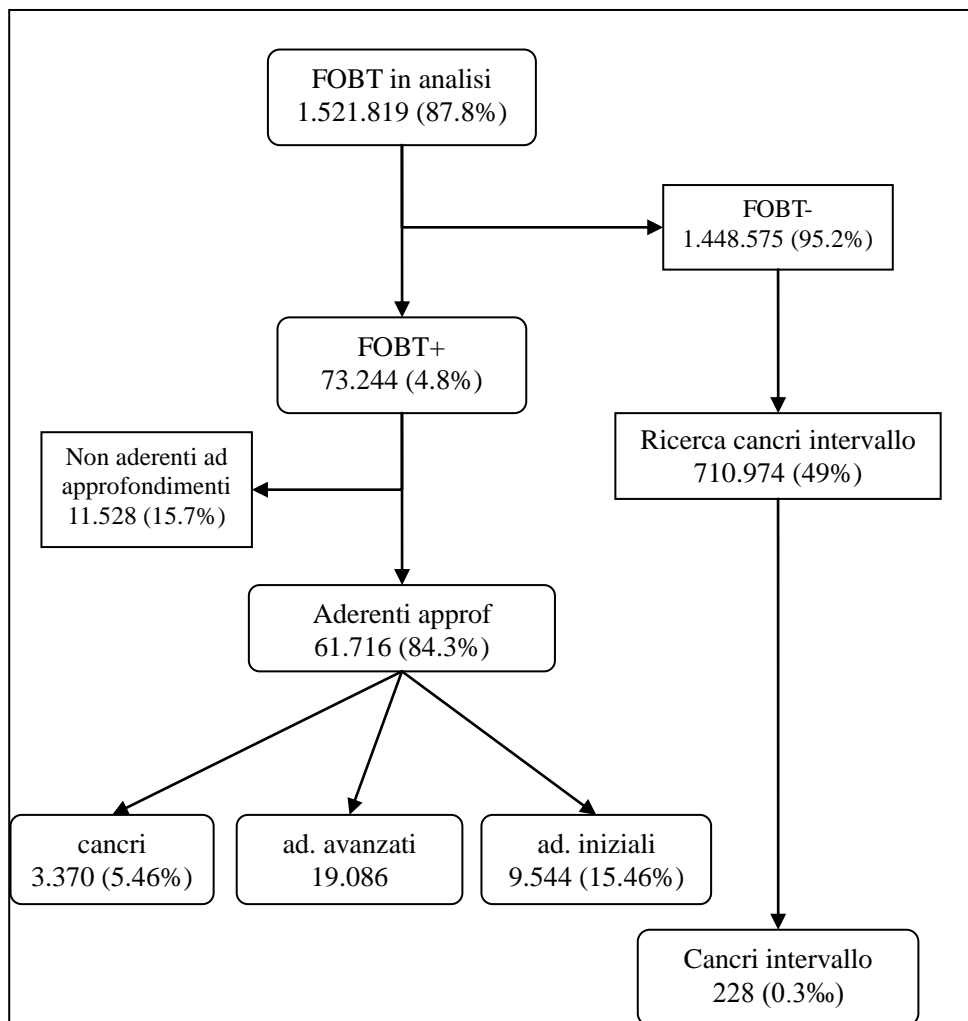 FOBT in analisi
1.521.819 (87.8%)
FOBT-
1.448.575 (95.2%)
FOBT+
73.244 (4.8%)
Ricerca cancri intervallo
710.974 (49%)
Non aderenti ad
approfondimenti
11.528 (15.7%)
Aderenti approf
61.716 (84.3%)
cancri
3.370 (5.46%)
ad. avanzati
19.086
ad. iniziali
9.544 (15.46%)
Cancri intervallo
228 (0.3‰)